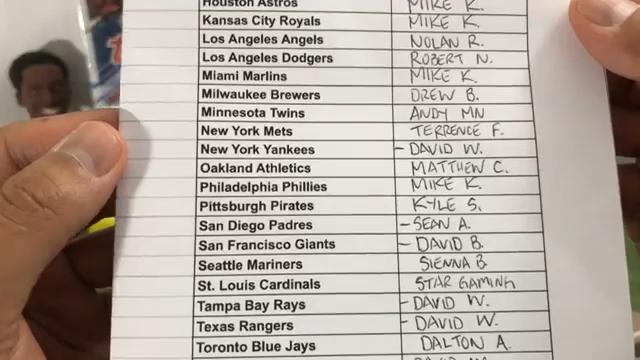 Houston Astros MIKE K.
Kansas City Royals MIKE K.
Los Angeles Angels NOLAN R.
Los Angeles Dodgers ROBERT N.
Miami Marlins MIKE K.
Milwaukee Brewers DREW B.
Minnesota Twins ANDY MN
New York Mets TERRENCE F.
New York Yankees - DAVID W.
Oakland Athletics MATTHEW C.
Philadelphia Phillies MIKE K.
Pittsburgh Pirates KYLE S.
San Diego Padres - SEAN A.
San Francisco Giants - DAVID B.
Seattle Mariners SIENNA B
St. Louis Cardinals STAR GAMING
Tampa Bay Rays - DAVID W.
Texas Rangers - DAVID W.
Toronto Blue Jays DALTON A.